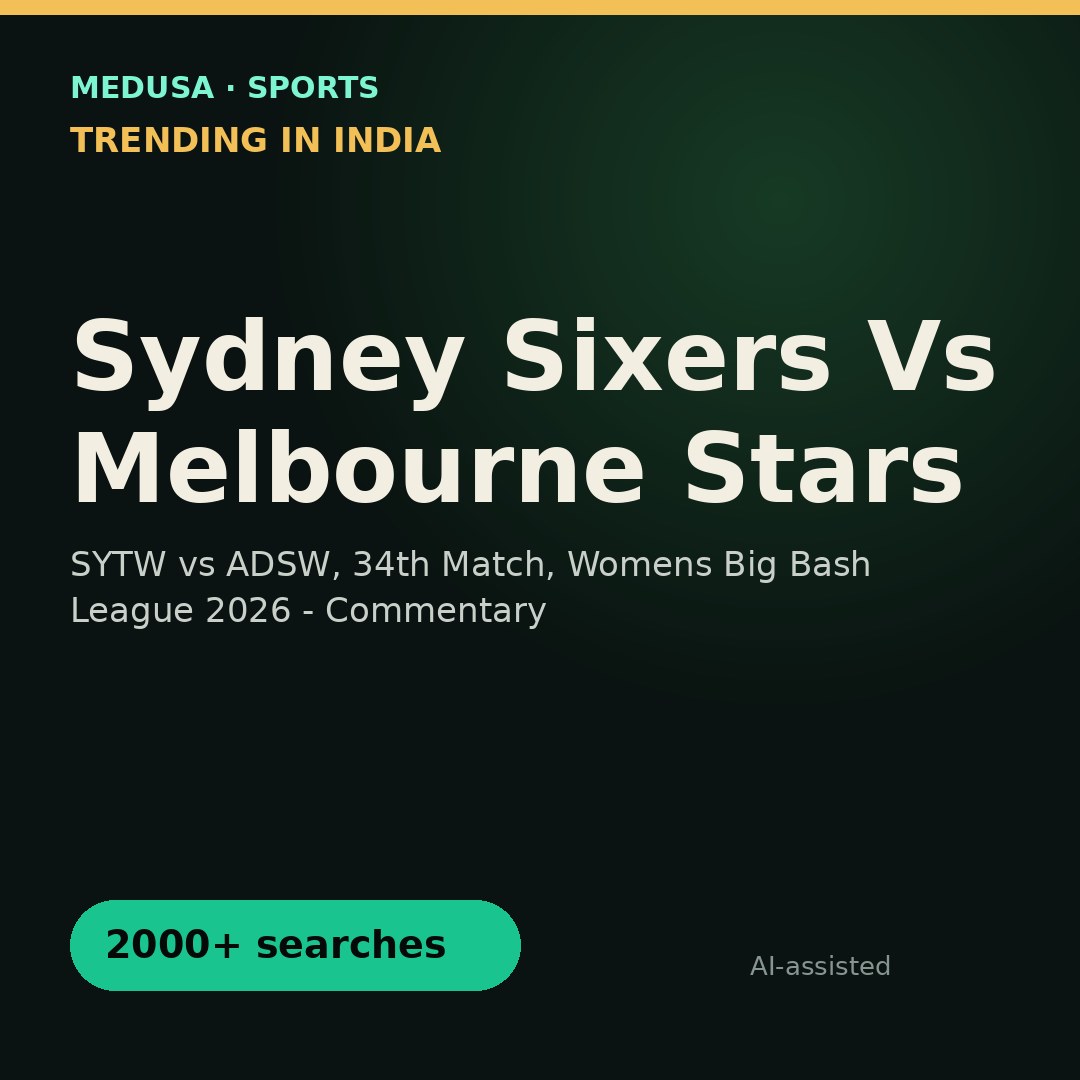 MEDUSA · SPORTS
TRENDING IN INDIA
Sydney Sixers Vs
Melbourne Stars
SYTW vs ADSW, 34th Match, Womens Big Bash
League 2026 - Commentary
2000+ searches
AI-assisted